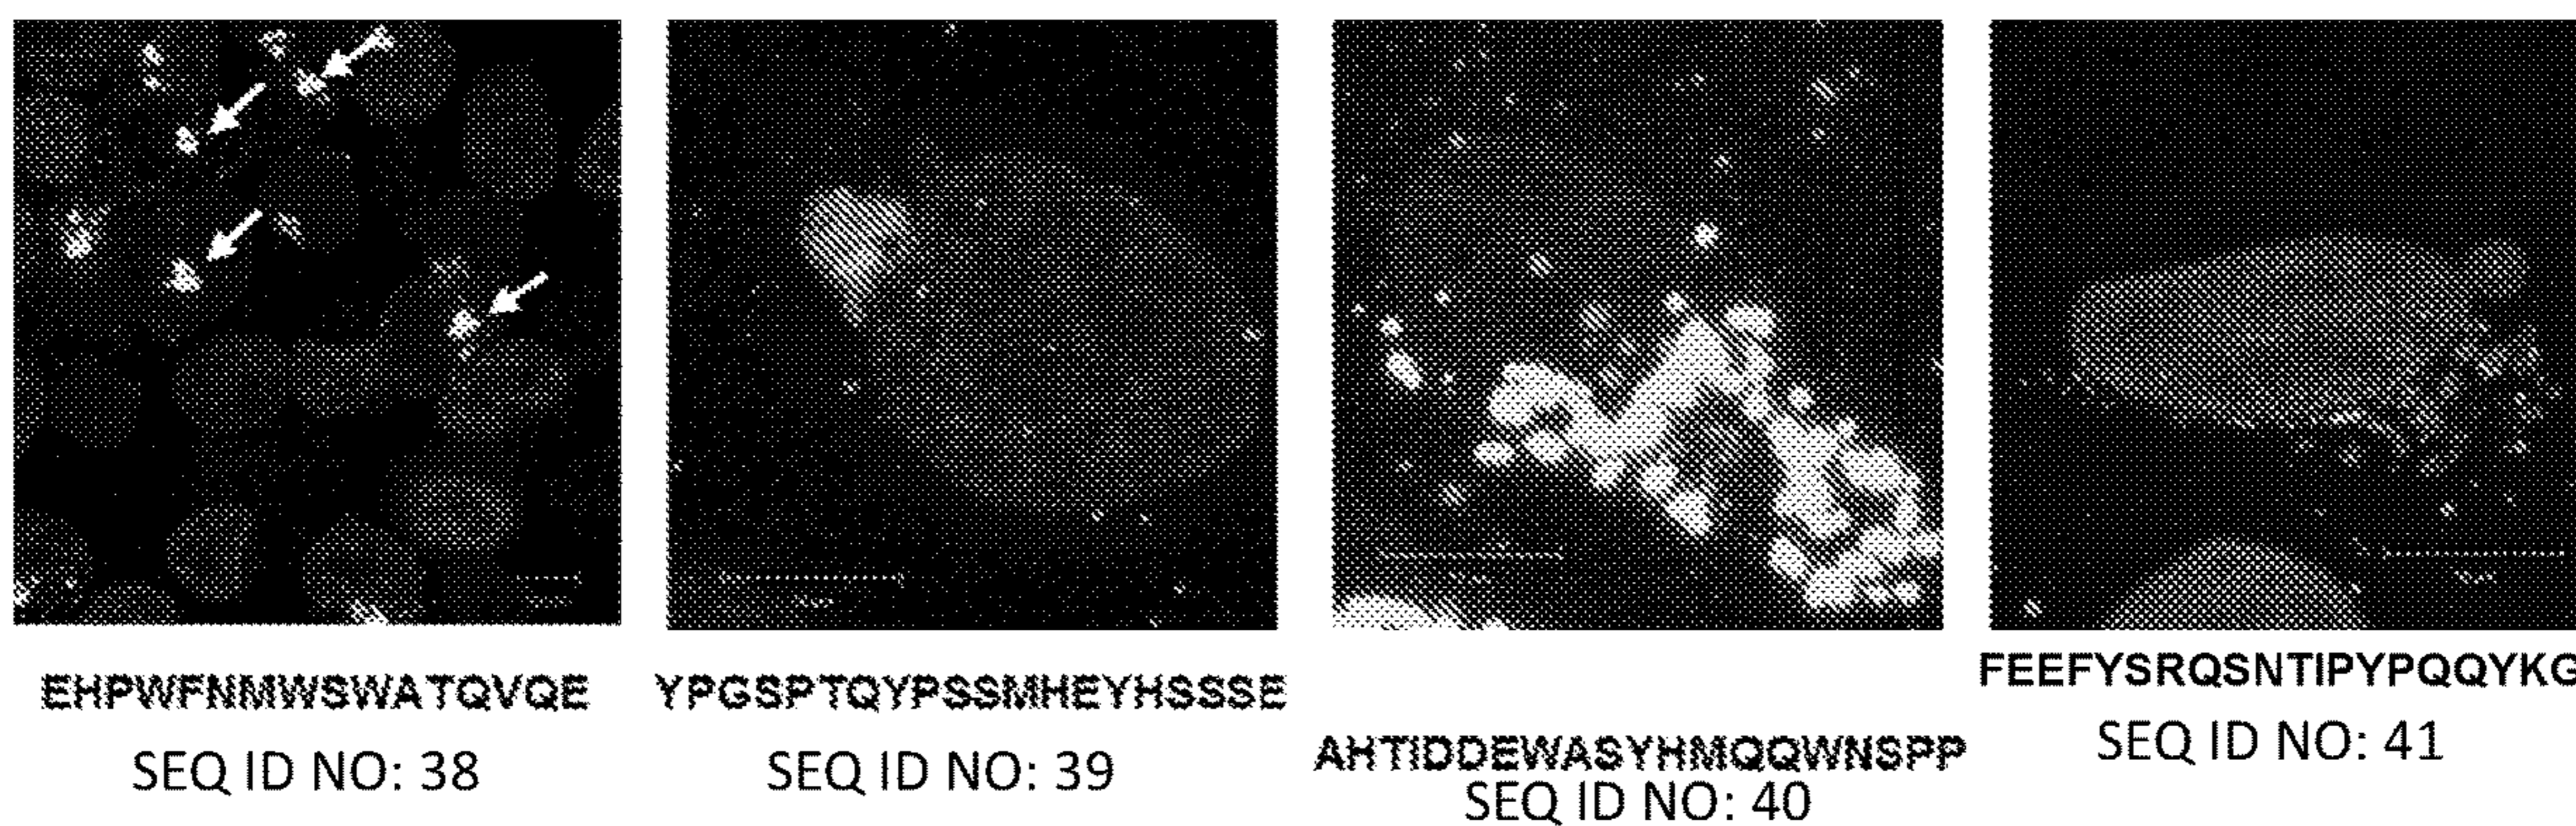 EHPWFNMWSWATQVQE
SEQ ID NO: 38
YPGSPTQYPSSMHEYHSSSE
SEQ ID NO: 39
AHTIDDEWASYHMQQWNSPP
SEQ ID NO: 40
FEEFYSRQSNTIPYPQQYKG
SEQ ID NO: 41